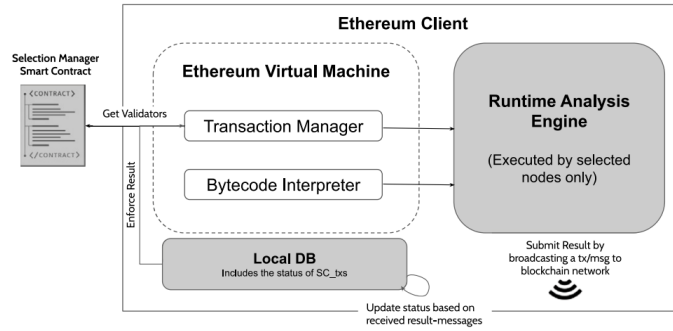 Ethereum Client
Selection Manager
Smart Contract
<CONTRACT>
</CONTRACT>
Get Validators
Enforce Result
Ethereum Virtual Machine
Transaction Manager
Bytecode Interpreter
Runtime Analysis
Engine
(Executed by selected
nodes only)
Local DB
Includes the status of SC_txs
Submit Result by
broadcasting a tx/msg to
blockchain network
Update status based on
received result-messages